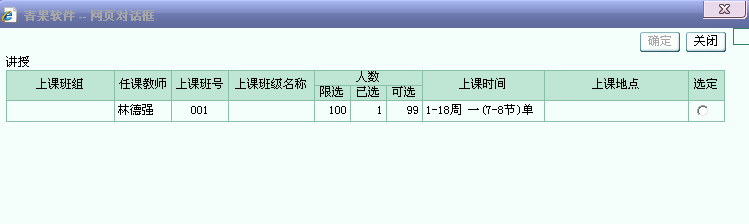 青果软件 -- 网页对话框
确定 关闭
讲授
上课班组 任课教师 上课班号 上课班级名称 人数 上课时间 上课地点 选定
限选 已选 可选
林德强 001 100 1 99 1-18周 一(7-8节)单